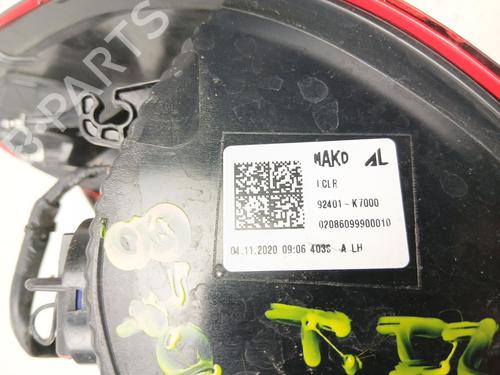 B-PARTS
MAKO AL
LCLR
92401-K7000
02086099900010
04.11.2020 09:06 403S A LH